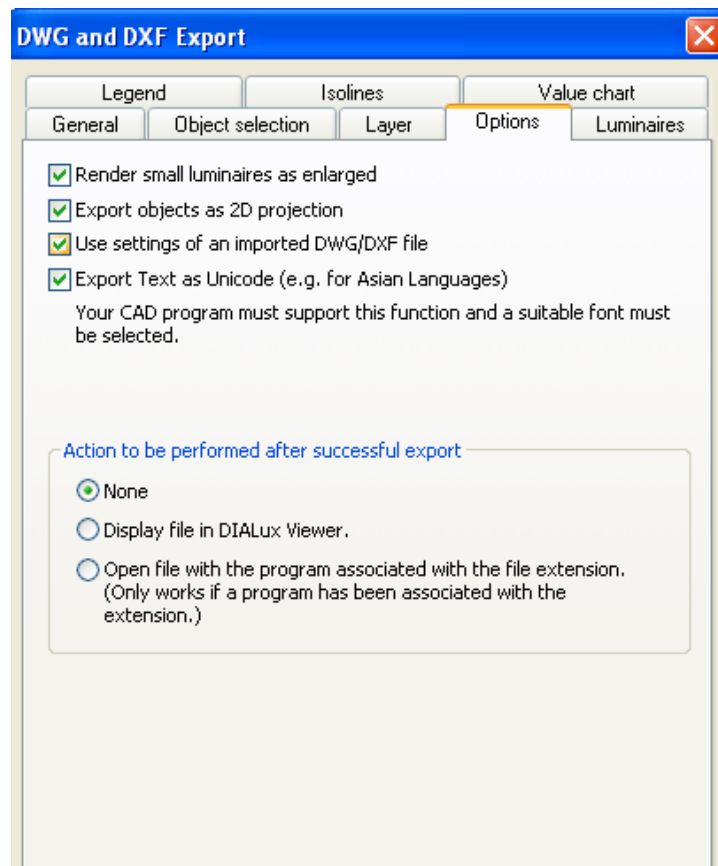 DWG and DXF Export
Legend
Isolines
Value chart
General
Object selection
Layer
Options
Luminaires
Render small luminaires as enlarged
Export objects as 2D projection
Use settings of an imported DWG/DXF file
Export Text as Unicode (e.g. for Asian Languages)
Your CAD program must support this function and a suitable font must
be selected.
Action to be performed after successful export
None
Display file in DIALux Viewer.
Open file with the program associated with the file extension.
(Only works if a program has been associated with the
extension.)